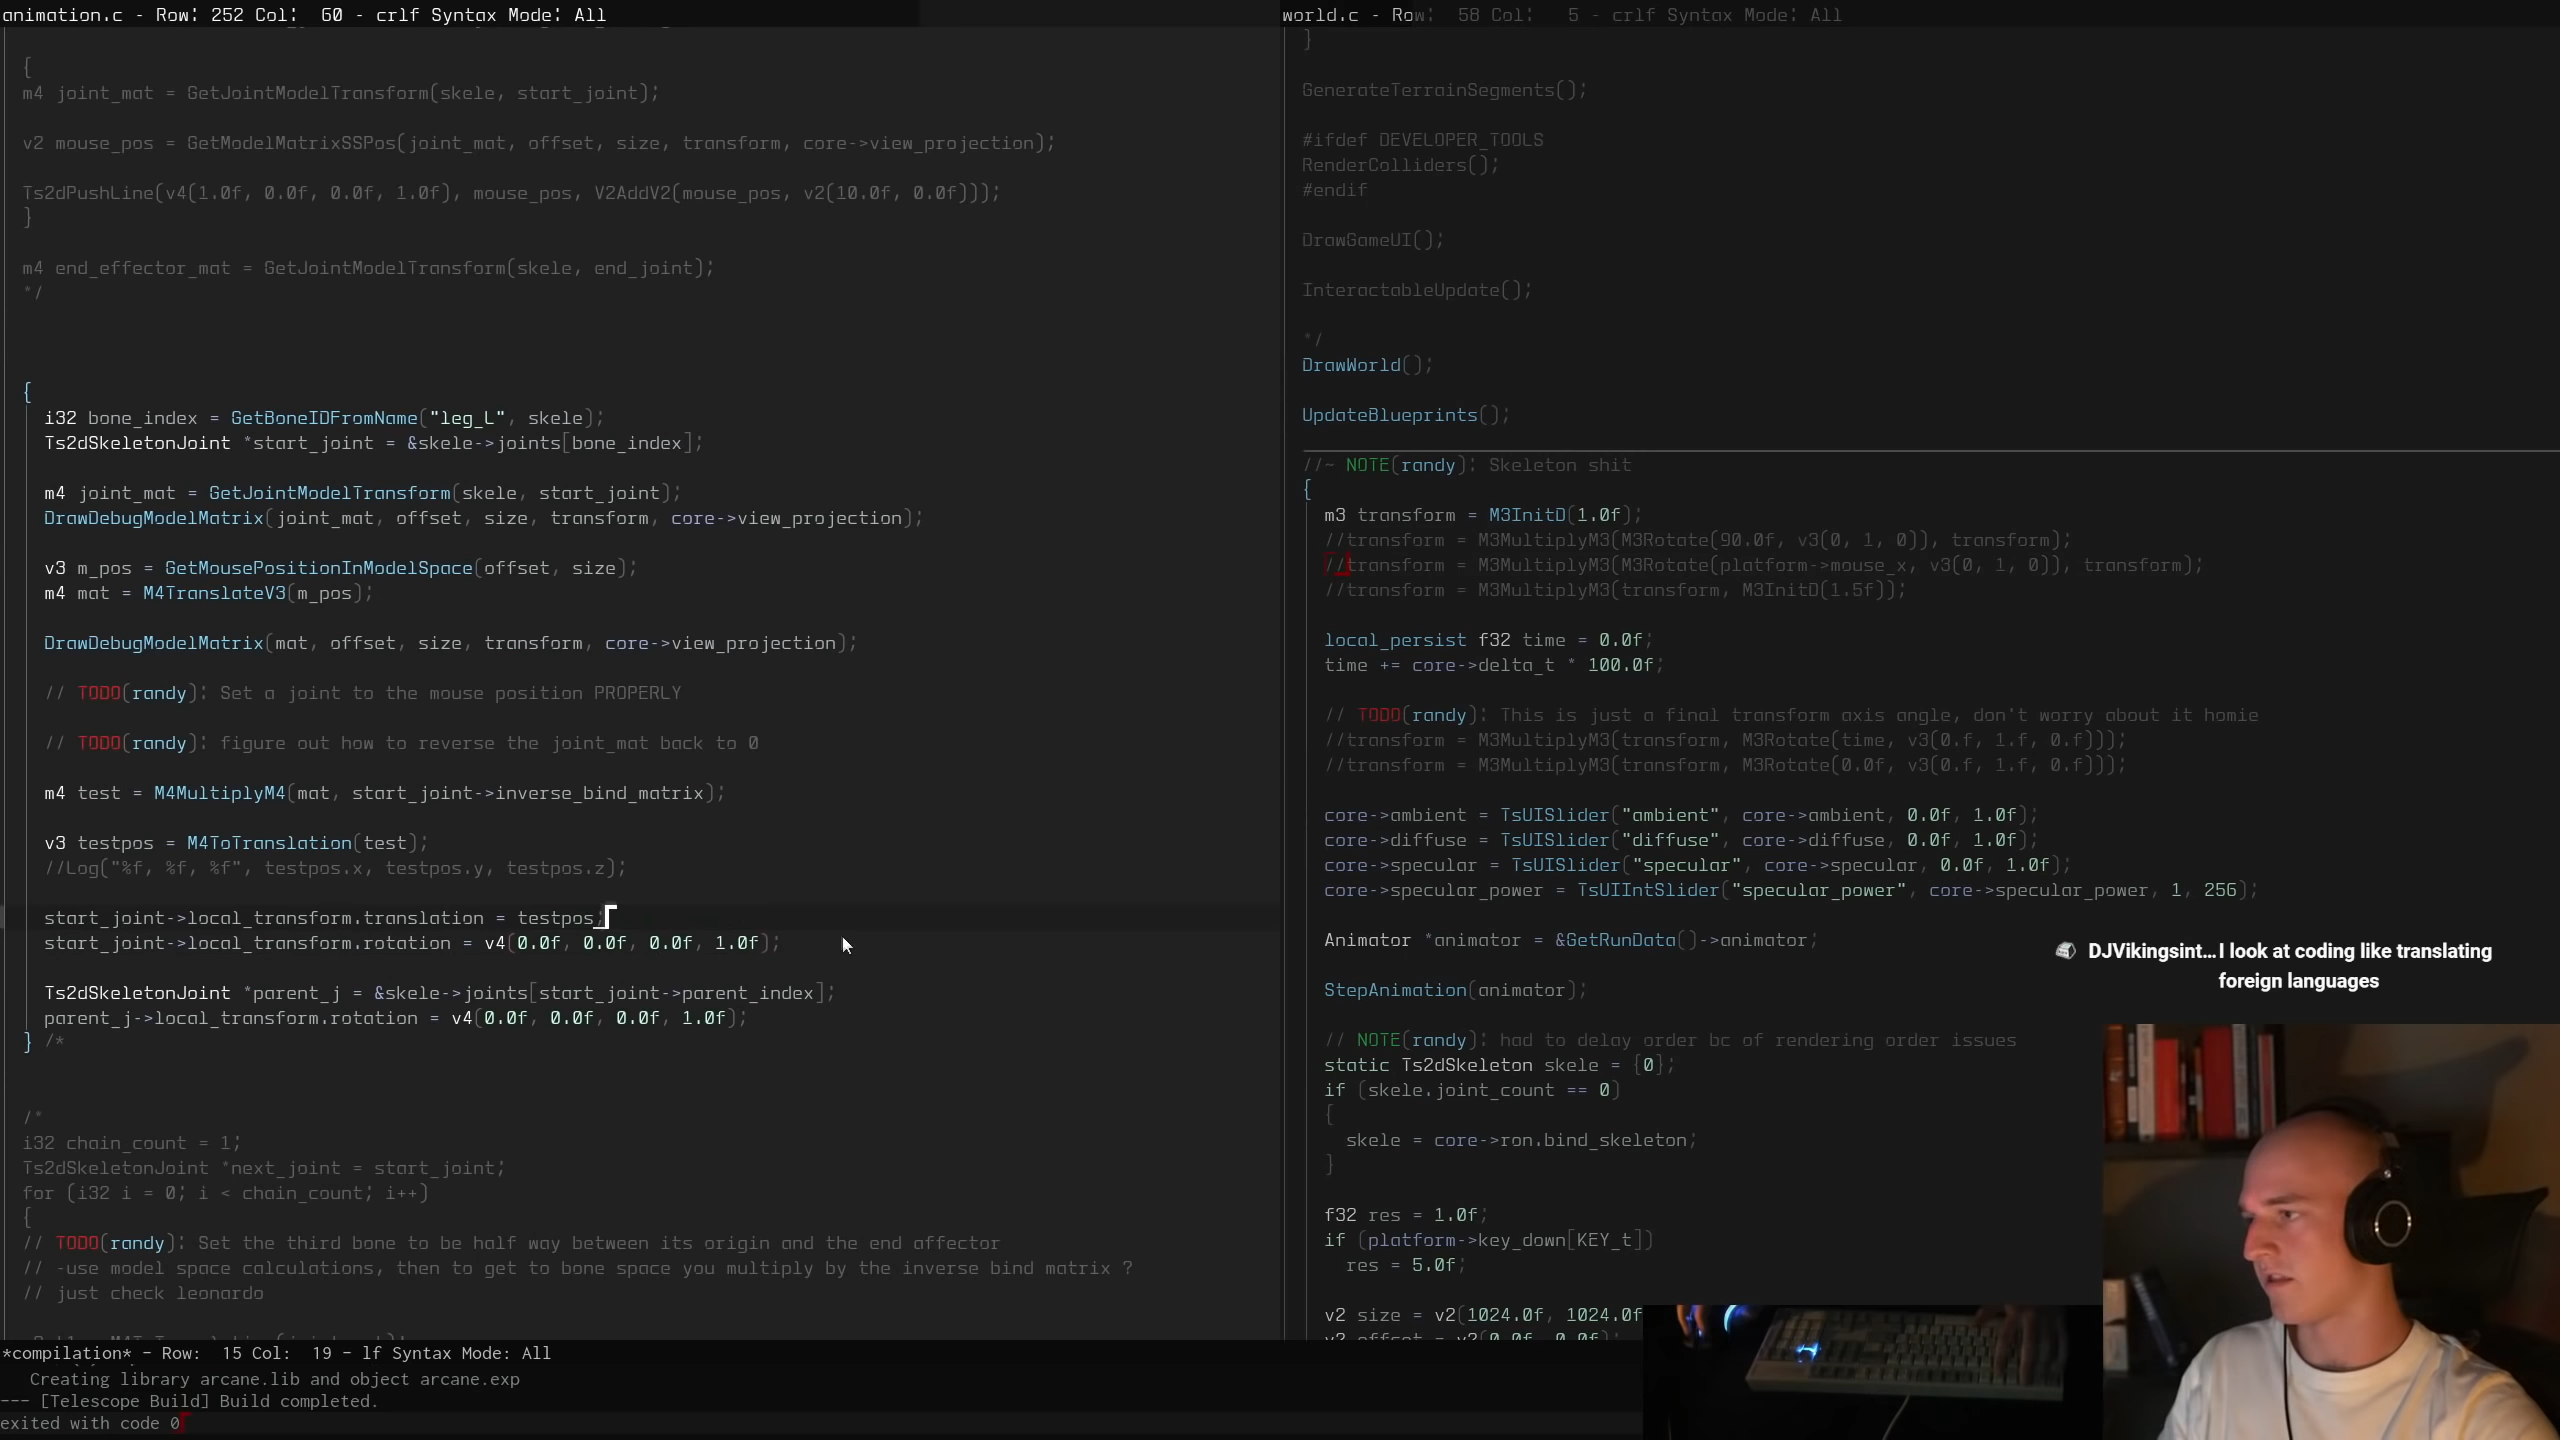 animation.c - Row: 252 Col:  60 - crlf Syntax Mode: All
{
m4 joint_mat = GetJointModelTransform(skele, start_joint);
v2 mouse_pos = GetModelMatrixSSPos(joint_mat, offset, size, transform, core->view_projection);
Ts2dPushLine(v4(1.0f, 0.0f, 0.0f, 1.0f), mouse_pos, V2AddV2(mouse_pos, v2(10.0f, 0.0f)));
}
m4 end_effector_mat = GetJointModelTransform(skele, end_joint);
*/
{
i32 bone_index = GetBoneIDFromName("leg_L", skele);
Ts2dSkeletonJoint *start_joint = &skele->joints[bone_index];
m4 joint_mat = GetJointModelTransform(skele, start_joint);
DrawDebugModelMatrix(joint_mat, offset, size, transform, core->view_projection);
v3 m_pos = GetMousePositionInModelSpace(offset, size);
m4 mat = M4TranslateV3(m_pos);
DrawDebugModelMatrix(mat, offset, size, transform, core->view_projection);
// TODO(randy): Set a joint to the mouse position PROPERLY
// TODO(randy): figure out how to reverse the joint_mat back to 0
m4 test = M4MultiplyM4(mat, start_joint->inverse_bind_matrix);
v3 testpos = M4ToTranslation(test);
//Log("%f, %f, %f", testpos.x, testpos.y, testpos.z);
start_joint->local_transform.translation = testpos;
start_joint->local_transform.rotation = v4(0.0f, 0.0f, 0.0f, 1.0f);
Ts2dSkeletonJoint *parent_j = &skele->joints[start_joint->parent_index];
parent_j->local_transform.rotation = v4(0.0f, 0.0f, 0.0f, 1.0f);
} /*
/*
i32 chain_count = 1;
Ts2dSkeletonJoint *next_joint = start_joint;
for (i32 i = 0; i < chain_count; i++)
{
// TODO(randy): Set the third bone to be half way between its origin and the end affector
// -use model space calculations, then to get to bone space you multiply by the inverse bind matrix ?
// just check leonardo
*compilation* - Row:  15 Col:  19 - lf Syntax Mode: All
Creating library arcane.lib and object arcane.exp
--- [Telescope Build] Build completed.
exited with code 0
world.c - Row:  58 Col:   5 - crlf Syntax Mode: All
}
GenerateTerrainSegments();
#ifdef DEVELOPER_TOOLS
RenderColliders();
#endif
DrawGameUI();
InteractableUpdate();
*/
DrawWorld();
UpdateBlueprints();
//~ NOTE(randy): Skeleton shit
{
m3 transform = M3InitD(1.0f);
//transform = M3MultiplyM3(M3Rotate(90.0f, v3(0, 1, 0)), transform);
//transform = M3MultiplyM3(M3Rotate(platform->mouse_x, v3(0, 1, 0)), transform);
//transform = M3MultiplyM3(transform, M3InitD(1.5f));
local_persist f32 time = 0.0f;
time += core->delta_t * 100.0f;
// TODO(randy): This is just a final transform axis angle, don't worry about it homie
//transform = M3MultiplyM3(transform, M3Rotate(time, v3(0.f, 1.f, 0.f)));
//transform = M3MultiplyM3(transform, M3Rotate(0.0f, v3(0.f, 1.f, 0.f)));
core->ambient = TsUISlider("ambient", core->ambient, 0.0f, 1.0f);
core->diffuse = TsUISlider("diffuse", core->diffuse, 0.0f, 1.0f);
core->specular = TsUISlider("specular", core->specular, 0.0f, 1.0f);
core->specular_power = TsUIIntSlider("specular_power", core->specular_power, 1, 256);
Animator *animator = &GetRunData()->animator;
StepAnimation(animator);
// NOTE(randy): had to delay order bc of rendering order issues
static Ts2dSkeleton skele = {0};
if (skele.joint_count == 0)
{
skele = core->ron.bind_skeleton;
}
f32 res = 1.0f;
if (platform->key_down[KEY_t])
res = 5.0f;
v2 size = v2(1024.0f, 1024.0f
DJVikingsint... I look at coding like translating
foreign languages